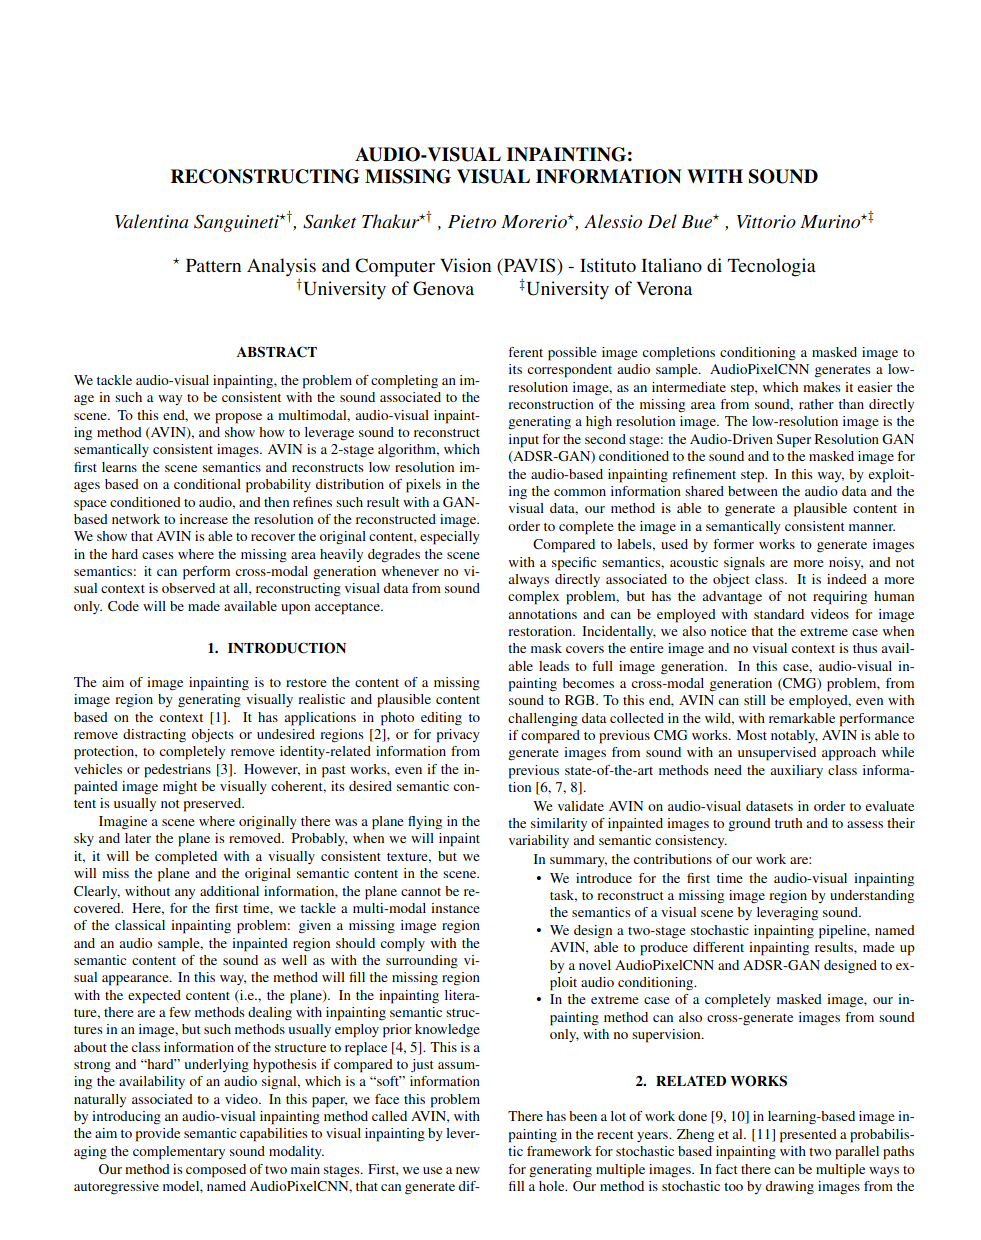 AUDIO-VISUAL INPAINTING:
RECONSTRUCTING MISSING VISUAL INFORMATION WITH SOUND
Valentina Sanguineti⋆†, Sanket Thakur⋆† , Pietro Morerio⋆, Alessio Del Bue⋆ , Vittorio Murino⋆‡
⋆ Pattern Analysis and Computer Vision (PAVIS) - Istituto Italiano di Tecnologia
†University of Genova ‡University of Verona
ABSTRACT
We tackle audio-visual inpainting, the problem of completing an im-
age in such a way to be consistent with the sound associated to the
scene. To this end, we propose a multimodal, audio-visual inpaint-
ing method (AVIN), and show how to leverage sound to reconstruct
semantically consistent images. AVIN is a 2-stage algorithm, which
first learns the scene semantics and reconstructs low resolution im-
ages based on a conditional probability distribution of pixels in the
space conditioned to audio, and then refines such result with a GAN-
based network to increase the resolution of the reconstructed image.
We show that AVIN is able to recover the original content, especially
in the hard cases where the missing area heavily degrades the scene
semantics: it can perform cross-modal generation whenever no vi-
sual context is observed at all, reconstructing visual data from sound
only. Code will be made available upon acceptance.
1. INTRODUCTION
The aim of image inpainting is to restore the content of a missing
image region by generating visually realistic and plausible content
based on the context [1]. It has applications in photo editing to
remove distracting objects or undesired regions [2], or for privacy
protection, to completely remove identity-related information from
vehicles or pedestrians [3]. However, in past works, even if the in-
painted image might be visually coherent, its desired semantic con-
tent is usually not preserved.
Imagine a scene where originally there was a plane flying in the
sky and later the plane is removed. Probably, when we will inpaint
it, it will be completed with a visually consistent texture, but we
will miss the plane and the original semantic content in the scene.
Clearly, without any additional information, the plane cannot be re-
covered. Here, for the first time, we tackle a multi-modal instance
of the classical inpainting problem: given a missing image region
and an audio sample, the inpainted region should comply with the
semantic content of the sound as well as with the surrounding vi-
sual appearance. In this way, the method will fill the missing region
with the expected content (i.e., the plane). In the inpainting litera-
ture, there are a few methods dealing with inpainting semantic struc-
tures in an image, but such methods usually employ prior knowledge
about the class information of the structure to replace [4, 5]. This is a
strong and “hard” underlying hypothesis if compared to just assum-
ing the availability of an audio signal, which is a “soft” information
naturally associated to a video. In this paper, we face this problem
by introducing an audio-visual inpainting method called AVIN, with
the aim to provide semantic capabilities to visual inpainting by lever-
aging the complementary sound modality.
Our method is composed of two main stages. First, we use a new
autoregressive model, named AudioPixelCNN, that can generate dif-
ferent possible image completions conditioning a masked image to
its correspondent audio sample. AudioPixelCNN generates a low-
resolution image, as an intermediate step, which makes it easier the
reconstruction of the missing area from sound, rather than directly
generating a high resolution image. The low-resolution image is the
input for the second stage: the Audio-Driven Super Resolution GAN
(ADSR-GAN) conditioned to the sound and to the masked image for
the audio-based inpainting refinement step. In this way, by exploit-
ing the common information shared between the audio data and the
visual data, our method is able to generate a plausible content in
order to complete the image in a semantically consistent manner.
Compared to labels, used by former works to generate images
with a specific semantics, acoustic signals are more noisy, and not
always directly associated to the object class. It is indeed a more
complex problem, but has the advantage of not requiring human
annotations and can be employed with standard videos for image
restoration. Incidentally, we also notice that the extreme case when
the mask covers the entire image and no visual context is thus avail-
able leads to full image generation. In this case, audio-visual in-
painting becomes a cross-modal generation (CMG) problem, from
sound to RGB. To this end, AVIN can still be employed, even with
challenging data collected in the wild, with remarkable performance
if compared to previous CMG works. Most notably, AVIN is able to
generate images from sound with an unsupervised approach while
previous state-of-the-art methods need the auxiliary class informa-
tion [6, 7, 8].
We validate AVIN on audio-visual datasets in order to evaluate
the similarity of inpainted images to ground truth and to assess their
variability and semantic consistency.
In summary, the contributions of our work are:
• We introduce for the first time the audio-visual inpainting
task, to reconstruct a missing image region by understanding
the semantics of a visual scene by leveraging sound.
• We design a two-stage stochastic inpainting pipeline, named
AVIN, able to produce different inpainting results, made up
by a novel AudioPixelCNN and ADSR-GAN designed to ex-
ploit audio conditioning.
• In the extreme case of a completely masked image, our in-
painting method can also cross-generate images from sound
only, with no supervision.
2. RELATED WORKS
There has been a lot of work done [9, 10] in learning-based image in-
painting in the recent years. Zheng et al. [11] presented a probabilis-
tic framework for stochastic based inpainting with two parallel paths
for generating multiple images. In fact there can be multiple ways to
fill a hole. Our method is stochastic too by drawing images from the